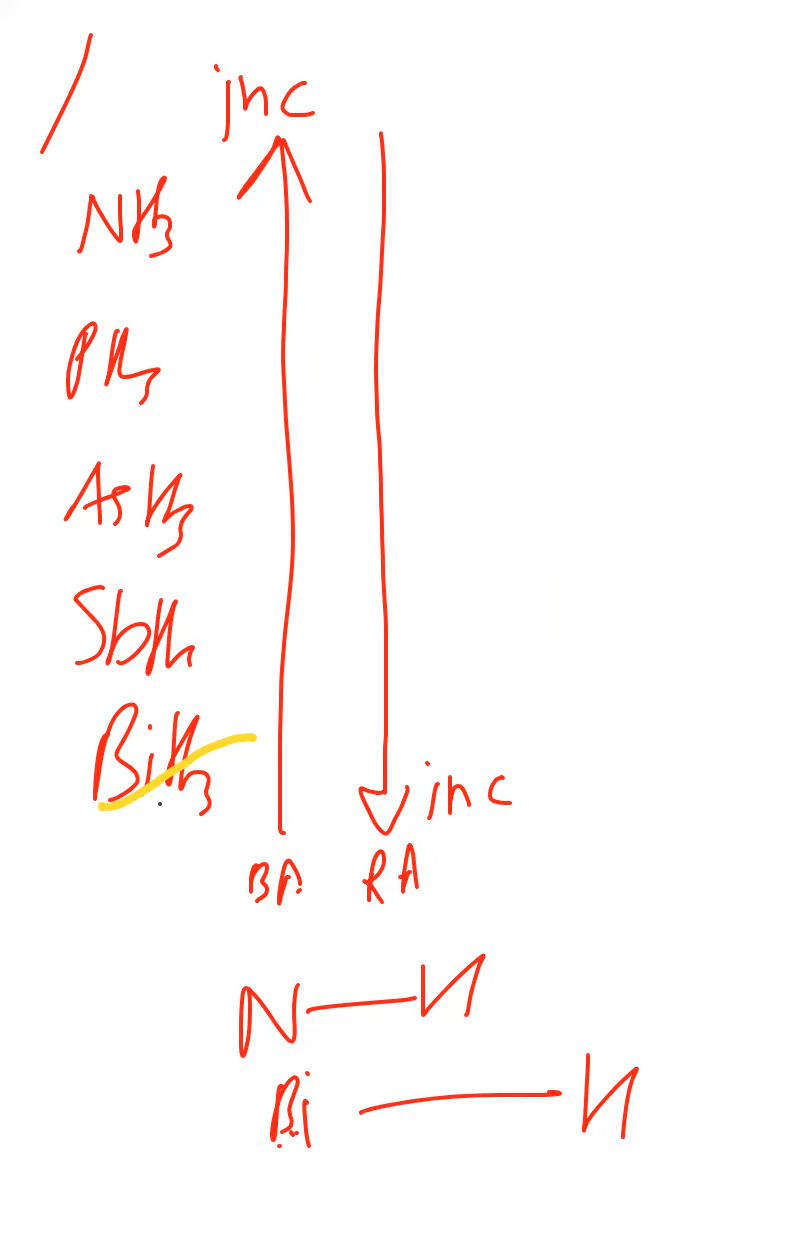 inc
NH3
PH3
AsH3
SbH3
BiH3
inc
BA RA
N — H
Bi — H